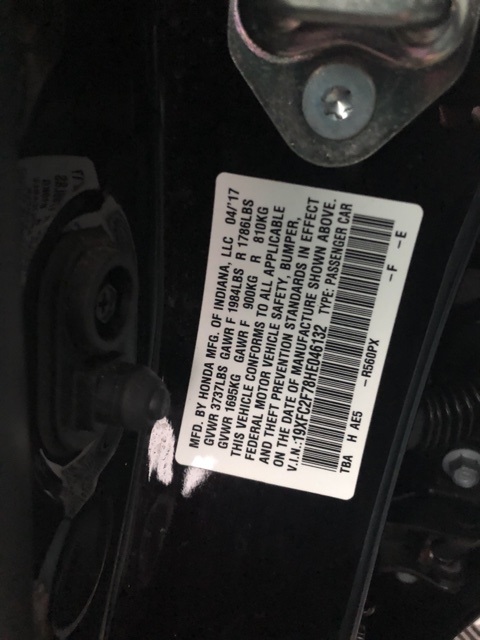 MFD. BY HONDA MFG. OF INDIANA, LLC 04/'17
GVWR 3737LBS GAWR F 1984LBS R 1786LBS
GVWR 1695KG GAWR F 900KG R 810KG
THIS VEHICLE CONFORMS TO ALL APPLICABLE
FEDERAL MOTOR VEHICLE SAFETY, BUMPER,
AND THEFT PREVENTION STANDARDS IN EFFECT
ON THE DATE OF MANUFACTURE SHOWN ABOVE.
V.I.N.:19XFC2F78HE046132 TYPE: PASSENGER CAR
TBA H AE5 -R560PX -F -E